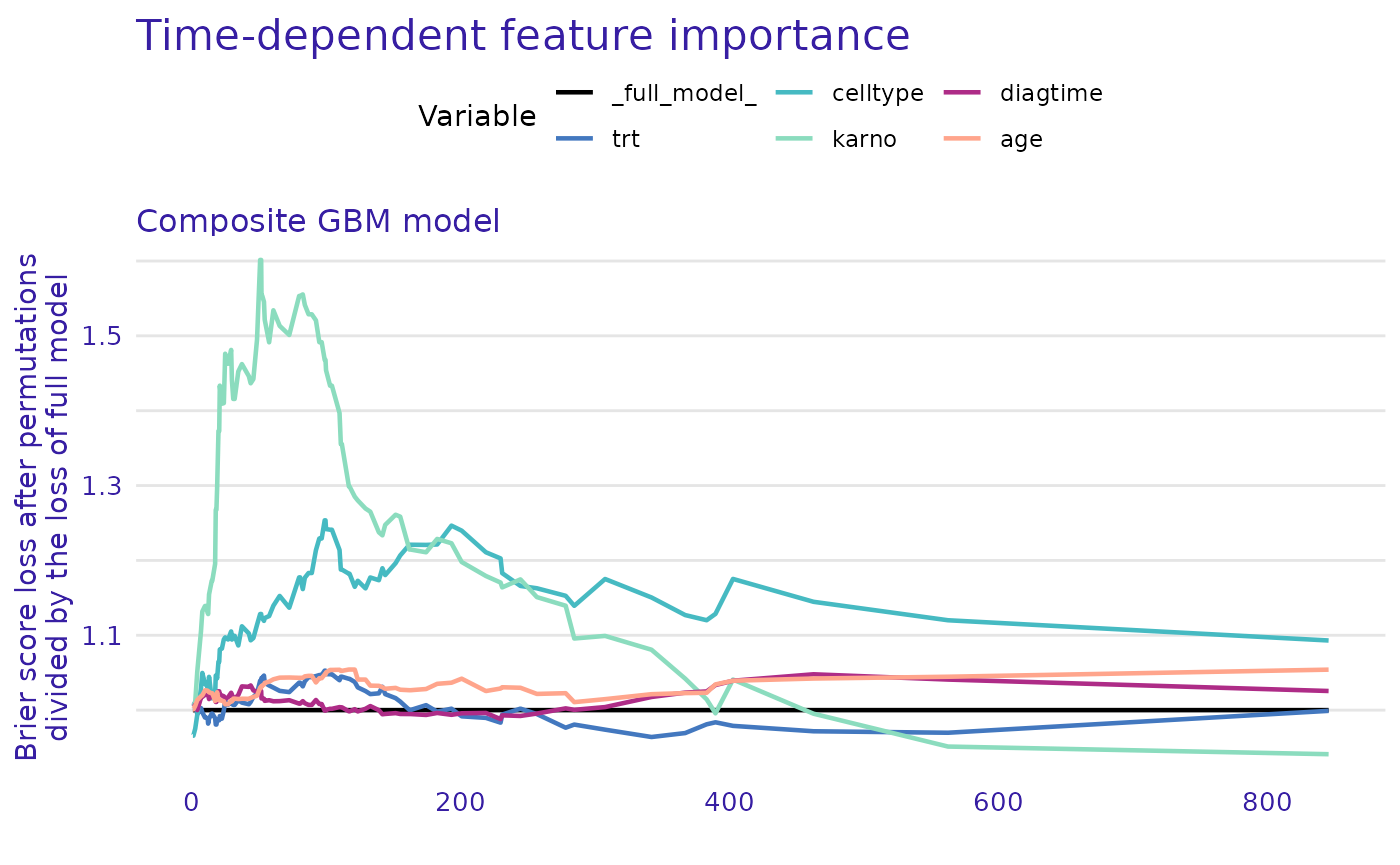 Time-dependent feature importance
Variable
_full_model_
celltype
diagtime
trt
karno
age
Composite GBM model
Brier score loss after permutations
divided by the loss of full model
1.5
1.3
1.1
0
200
400
600
800